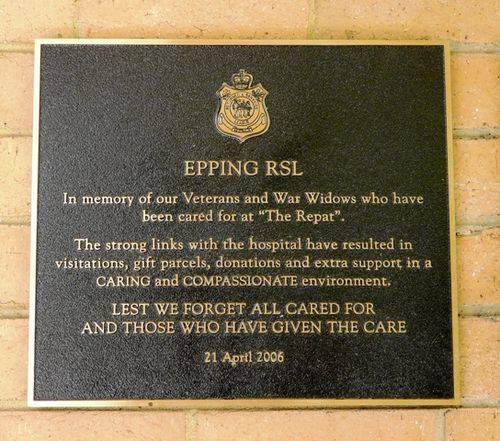 EPPING RSL
In memory of our Veterans and War Widows who have
been cared for at "The Repat".
The strong links with the hospital have resulted in
visitations, gift parcels, donations and extra support in a
CARING and COMPASSIONATE environment.
LEST WE FORGET ALL CARED FOR
AND THOSE WHO HAVE GIVEN THE CARE
21 April 2006